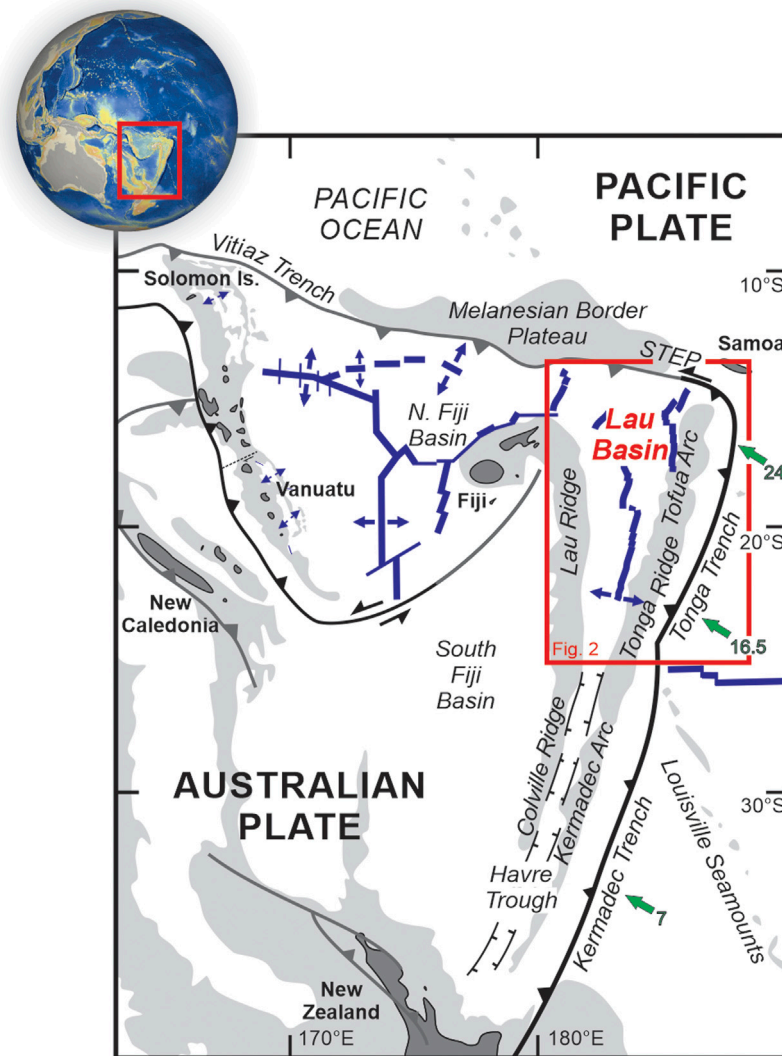 PACIFIC
OCEAN
PACIFIC
PLATE
Vitiaz Trench
Solomon Is.
10°S
Melanesian Border
Plateau
STEP
Samoa
N. Fiji
Basin
Lau
Basin
24
Vanuatu
Fiji
Lau Ridge
Tonga Ridge
Tofua Arc
Tonga Trench
20°S
New
Caledonia
16.5
Fig. 2
South
Fiji
Basin
AUSTRALIAN
PLATE
Colville Ridge
Kermadec Arc
Kermadec Trench
Louisville Seamounts
30°S
Havre
Trough
7
New
Zealand
170°E
180°E